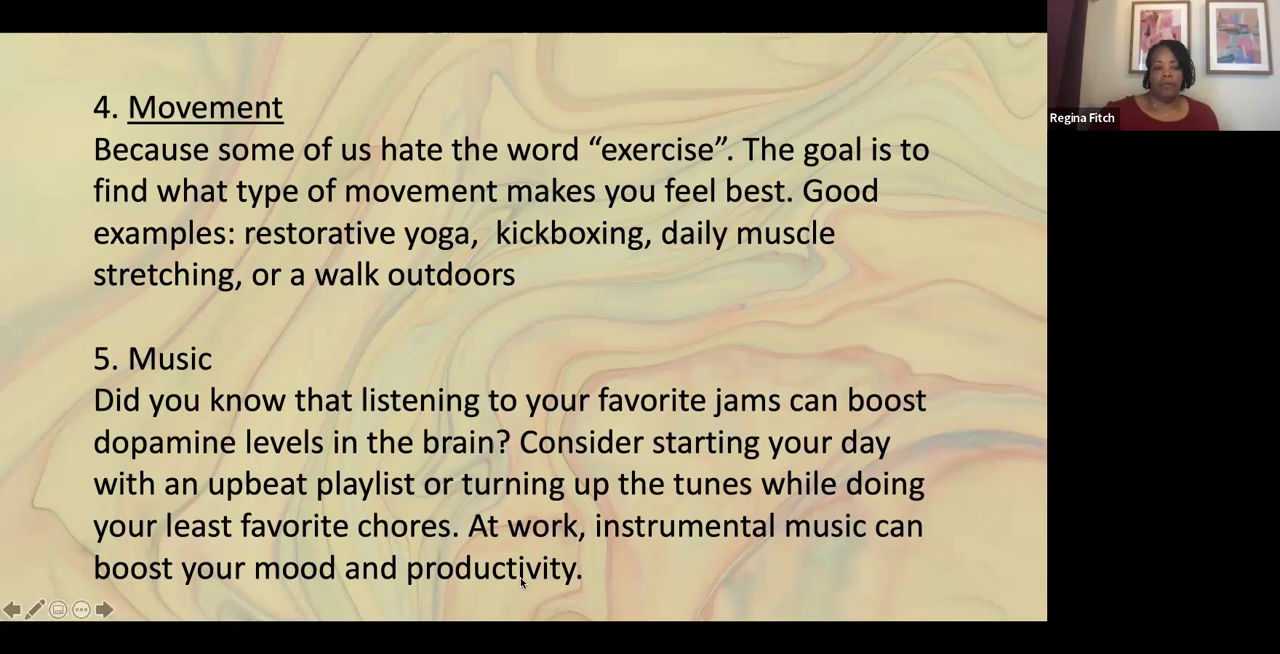 4. Movement
Because some of us hate the word “exercise”. The goal is to
find what type of movement makes you feel best. Good
examples: restorative yoga,  kickboxing, daily muscle
stretching, or a walk outdoors
5. Music
Did you know that listening to your favorite jams can boost
dopamine levels in the brain? Consider starting your day
with an upbeat playlist or turning up the tunes while doing
your least favorite chores. At work, instrumental music can
boost your mood and productivity.
Regina Fitch